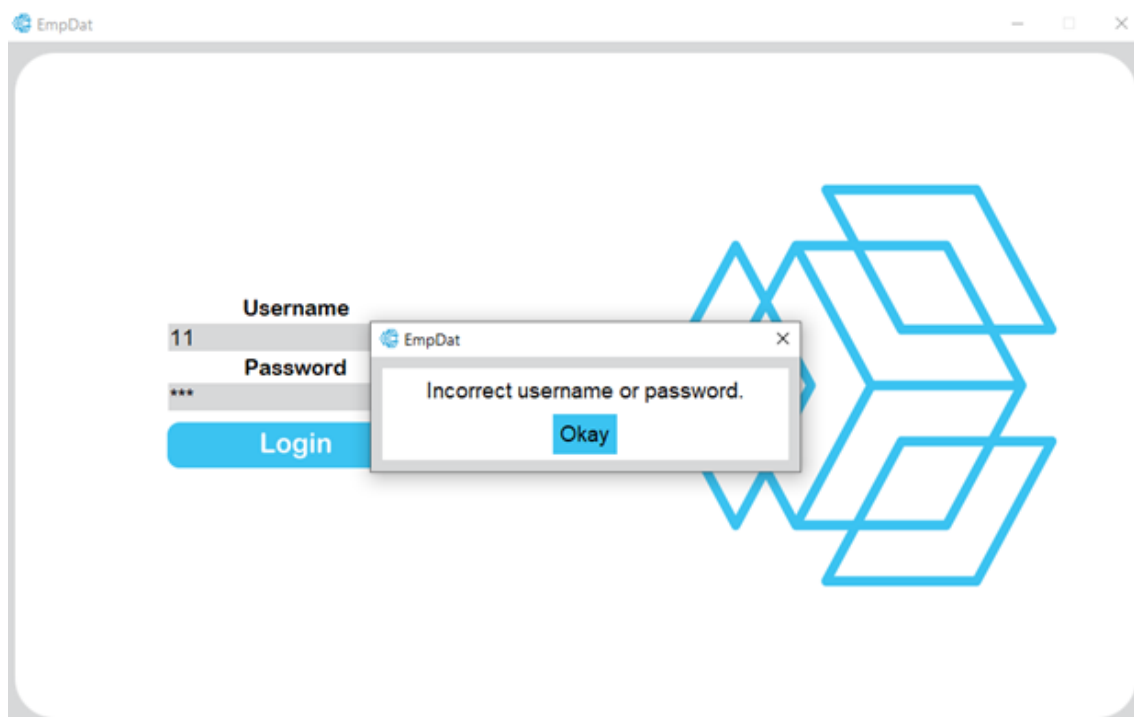 EmpDat
Username
11
Password
***
Login
EmpDat
Incorrect username or password.
Okay